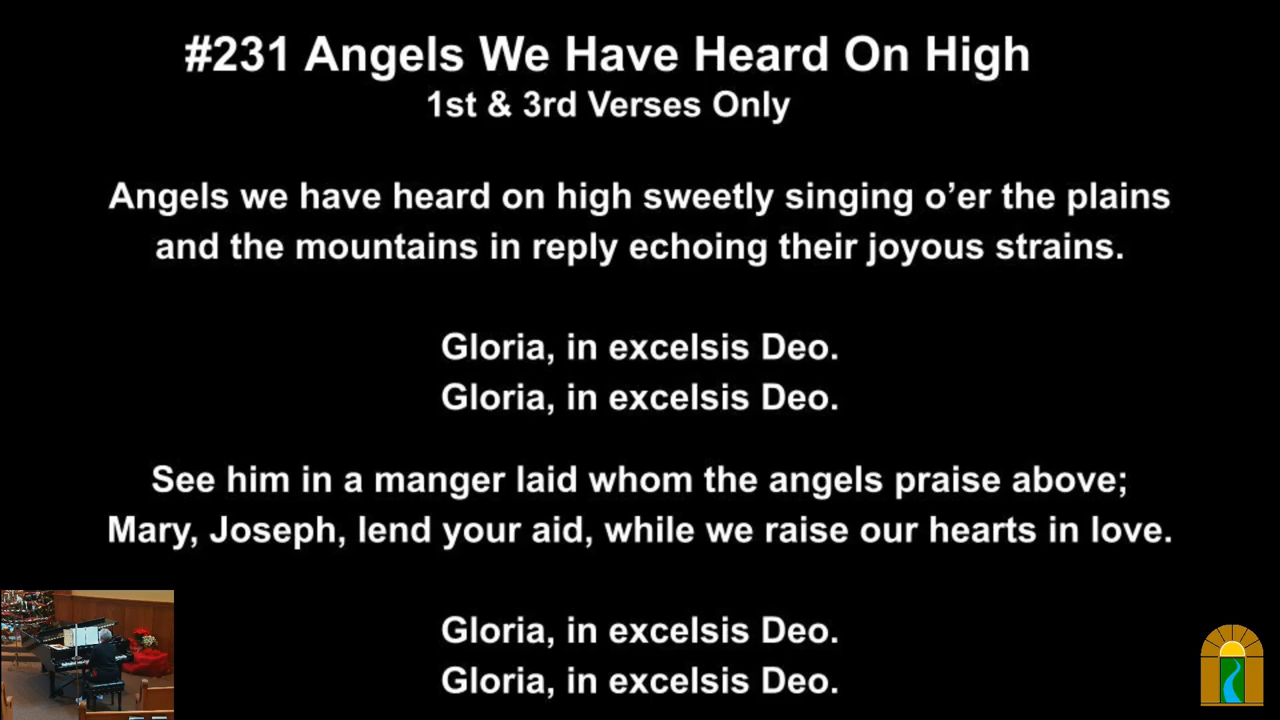 #231 Angels We Have Heard On High
1st & 3rd Verses Only
Angels we have heard on high sweetly singing o’er the plains
and the mountains in reply echoing their joyous strains.
Gloria, in excelsis Deo.
Gloria, in excelsis Deo.
See him in a manger laid whom the angels praise above;
Mary, Joseph, lend your aid, while we raise our hearts in love.
Gloria, in excelsis Deo.
Gloria, in excelsis Deo.